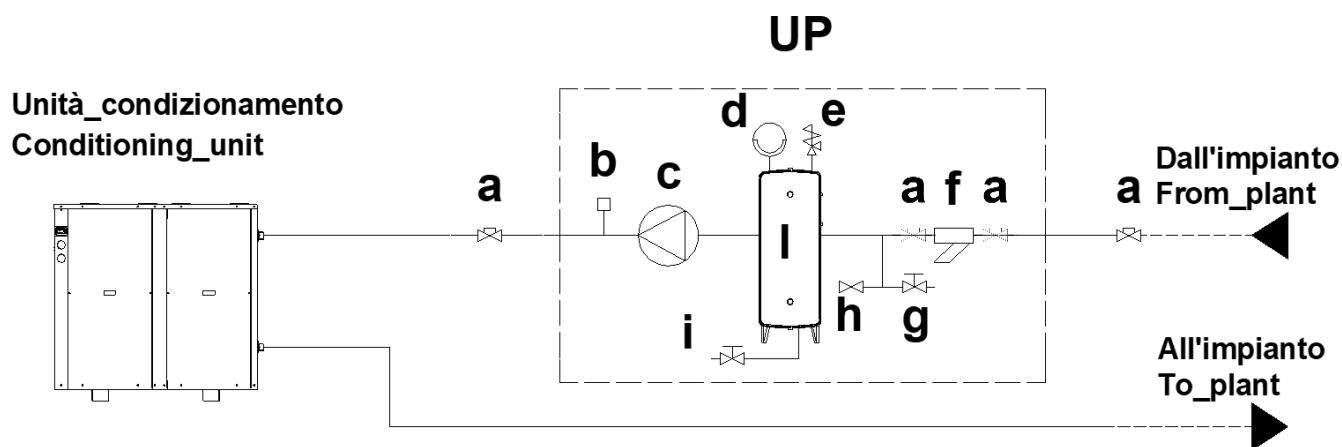 UP
Unità_condizionamento
Conditioning_unit
a
b
c
d
e
l
a
f
a
a
h
g
i
Dall'impianto
From_plant
All'impianto
To_plant